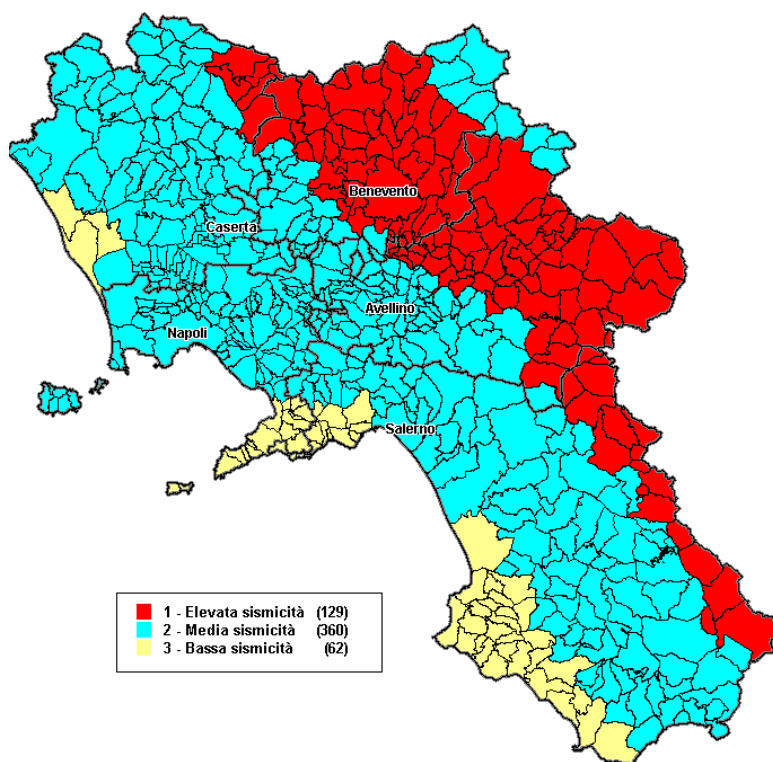 Benevento
Caserta
Avellino
Napoli
Salerno
1 - Elevata sismicità (129)
2 - Media sismicità (360)
3 - Bassa sismicità (62)